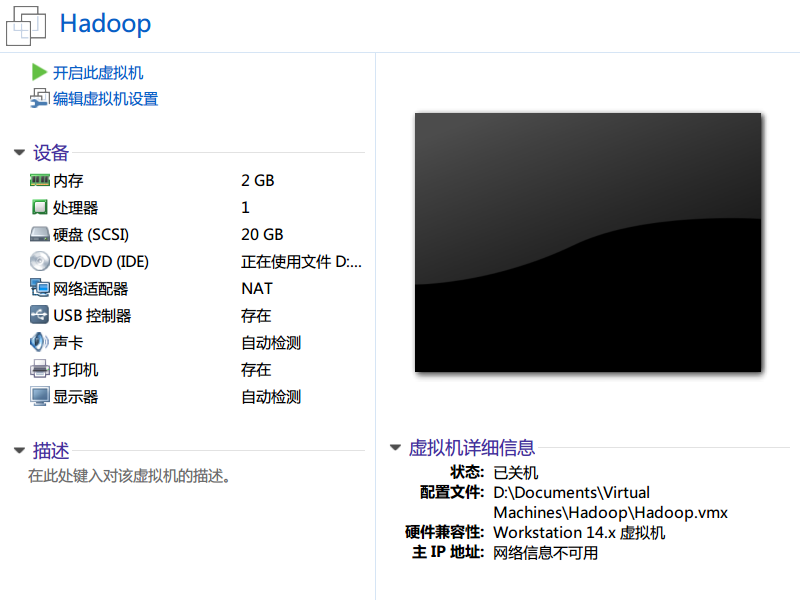 Hadoop
开启此虚拟机
编辑虚拟机设置
设备
内存 2 GB
处理器 1
硬盘 (SCSI) 20 GB
CD/DVD (IDE) 正在使用文件 D:...
网络适配器 NAT
USB 控制器 存在
声卡 自动检测
打印机 存在
显示器 自动检测
描述
在此处键入对该虚拟机的描述。
虚拟机详细信息
状态: 已关机
配置文件: D:\Documents\Virtual
Machines\Hadoop\Hadoop.vmx
硬件兼容性: Workstation 14.x 虚拟机
主 IP 地址: 网络信息不可用